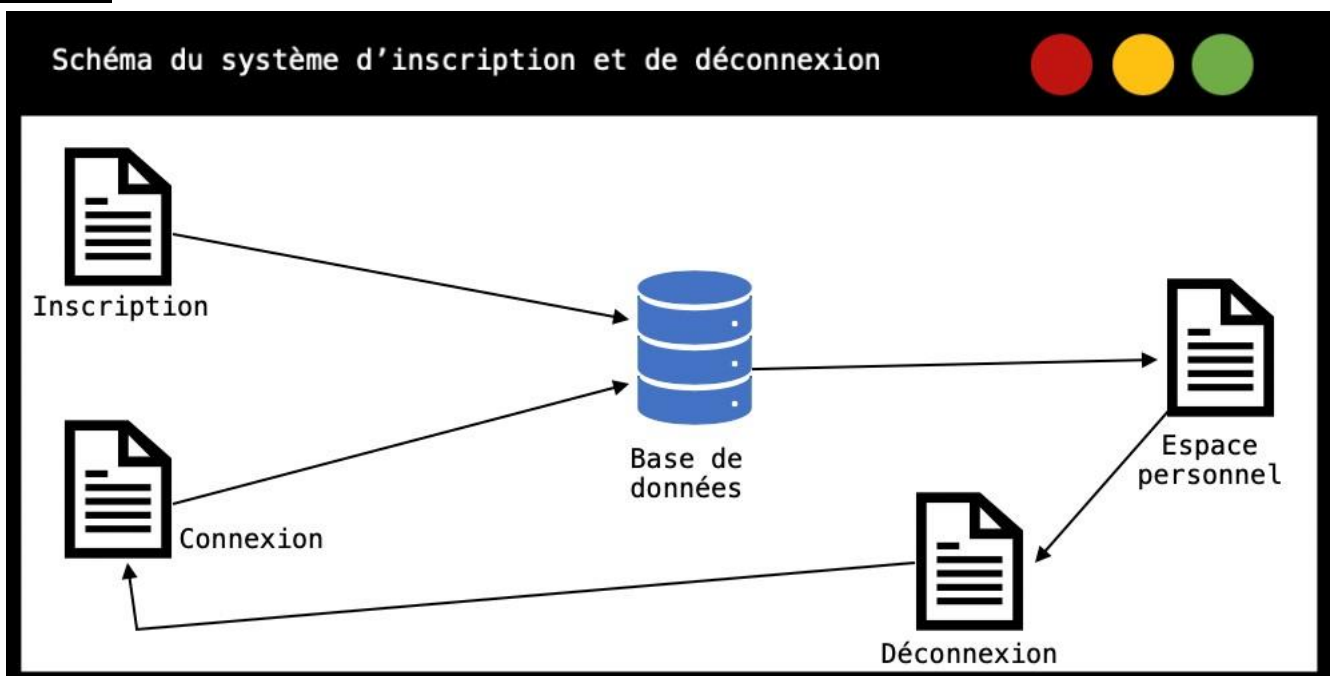 Schéma du système d’inscription et de déconnexion
Inscription
Connexion
Base de
données
Espace
personnel
Déconnexion